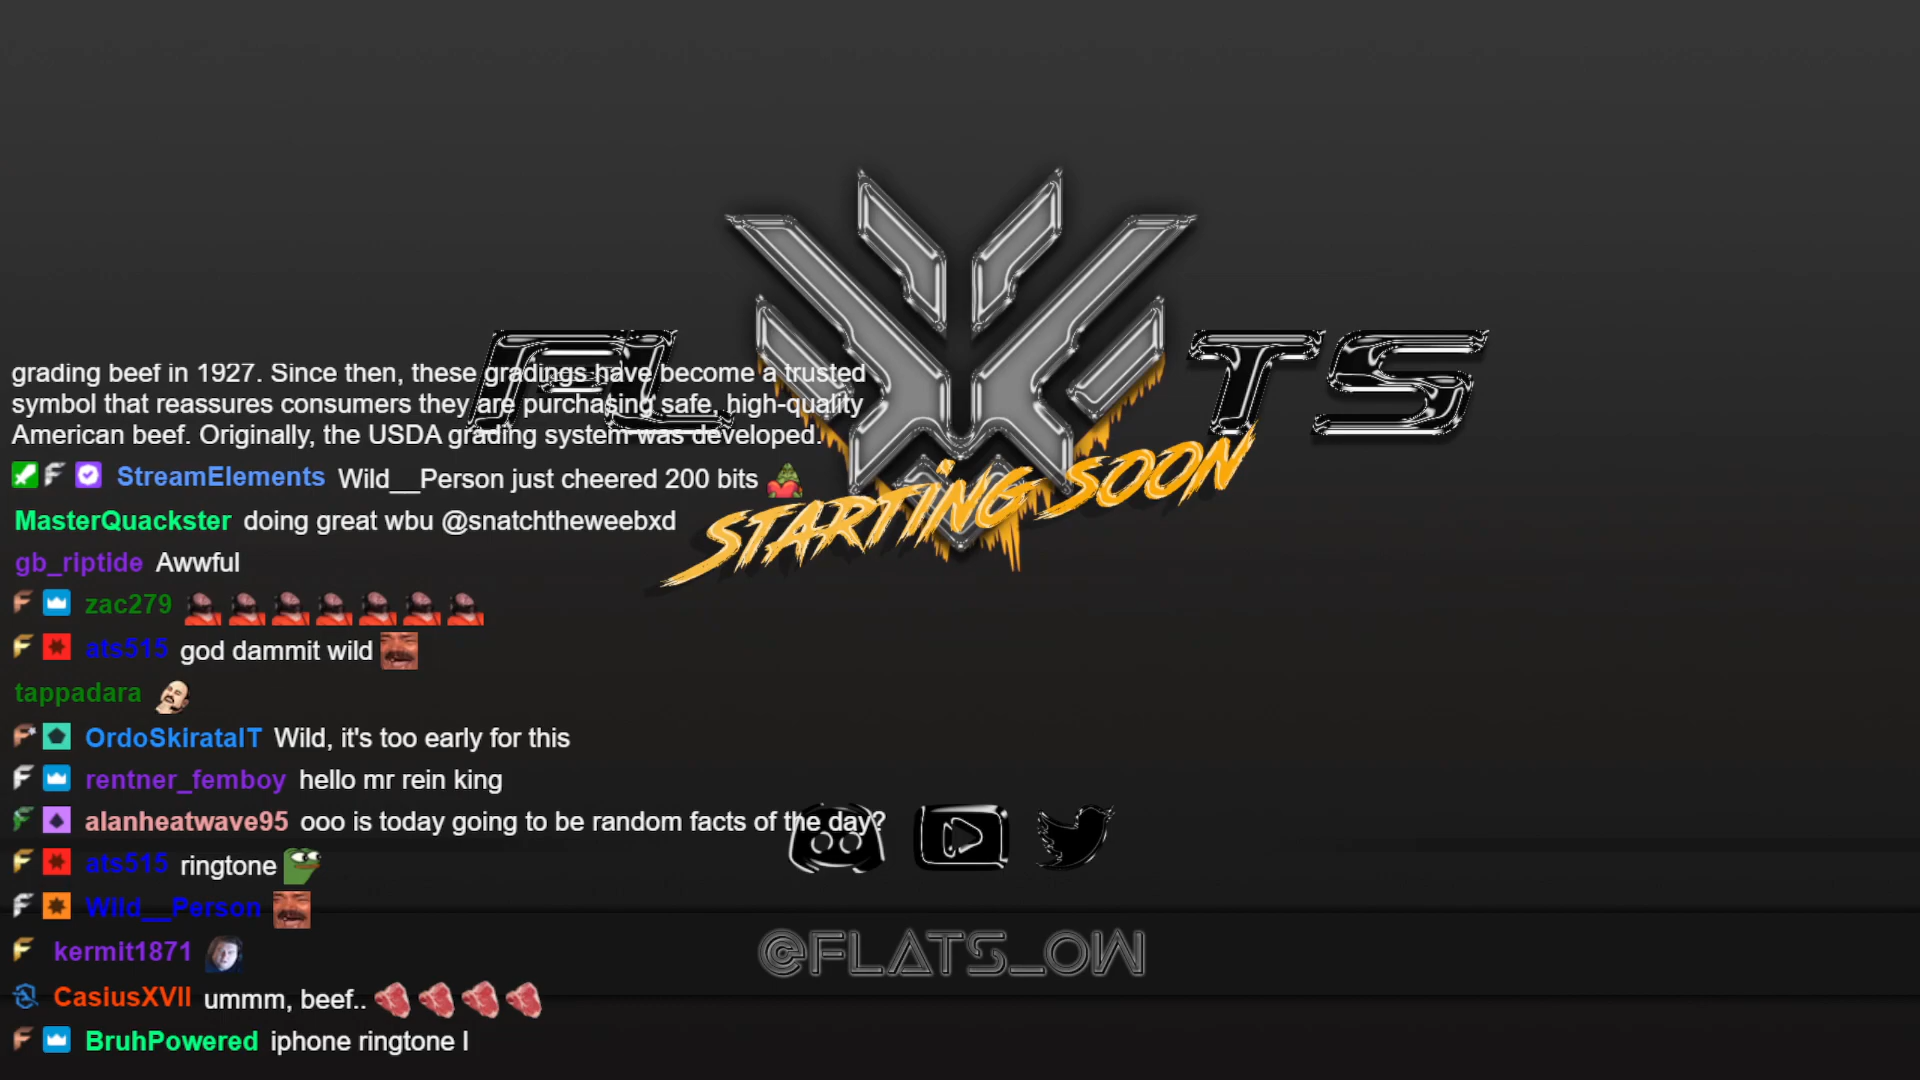 FL TS
grading beef in 1927. Since then, these gradings have become a trusted
symbol that reassures consumers they are purchasing safe, high-quality
American beef. Originally, the USDA grading system was developed.
STARTING SOON
StreamElements Wild__Person just cheered 200 bits
MasterQuackster doing great wbu @snatchtheweebxd
gb_riptide Awwful
zac279
ats515 god dammit wild
tappadara
OrdoSkirataIT Wild, it's too early for this
rentner_femboy hello mr rein king
alanheatwave95 ooo is today going to be random facts of the day?
ats515 ringtone
Wild__Person
kermit1871
@FLATS_OW
CasiusXVII ummm, beef..
BruhPowered iphone ringtone I